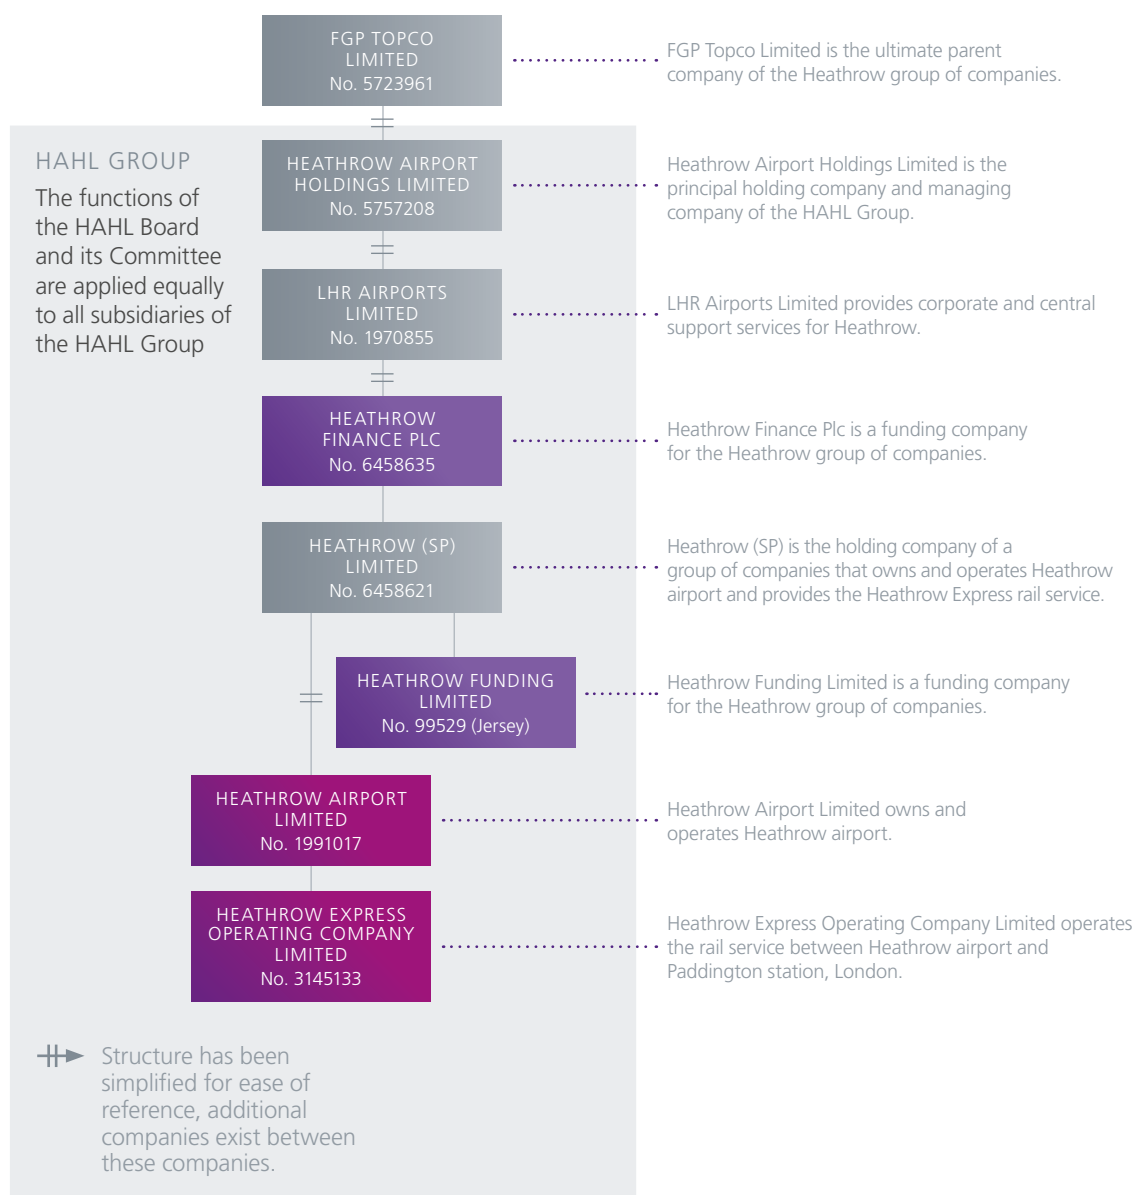 FGP TOPCO
LIMITED
No. 5723961
FGP Topco Limited is the ultimate parent
company of the Heathrow group of companies.
HAHL GROUP
The functions of
the HAHL Board
and its Committee
are applied equally
to all subsidiaries of
the HAHL Group
HEATHROW AIRPORT
HOLDINGS LIMITED
No. 5757208
Heathrow Airport Holdings Limited is the
principal holding company and managing
company of the HAHL Group.
LHR AIRPORTS
LIMITED
No. 1970855
LHR Airports Limited provides corporate and central
support services for Heathrow.
HEATHROW
FINANCE PLC
No. 6458635
Heathrow Finance Plc is a funding company
for the Heathrow group of companies.
HEATHROW (SP)
LIMITED
No. 6458621
Heathrow (SP) is the holding company of a
group of companies that owns and operates Heathrow
airport and provides the Heathrow Express rail service.
HEATHROW FUNDING
LIMITED
No. 99529 (Jersey)
Heathrow Funding Limited is a funding company
for the Heathrow group of companies.
HEATHROW AIRPORT
LIMITED
No. 1991017
Heathrow Airport Limited owns and
operates Heathrow airport.
HEATHROW EXPRESS
OPERATING COMPANY
LIMITED
No. 3145133
Heathrow Express Operating Company Limited operates
the rail service between Heathrow airport and
Paddington station, London.
Structure has been
simplified for ease of
reference, additional
companies exist between
these companies.